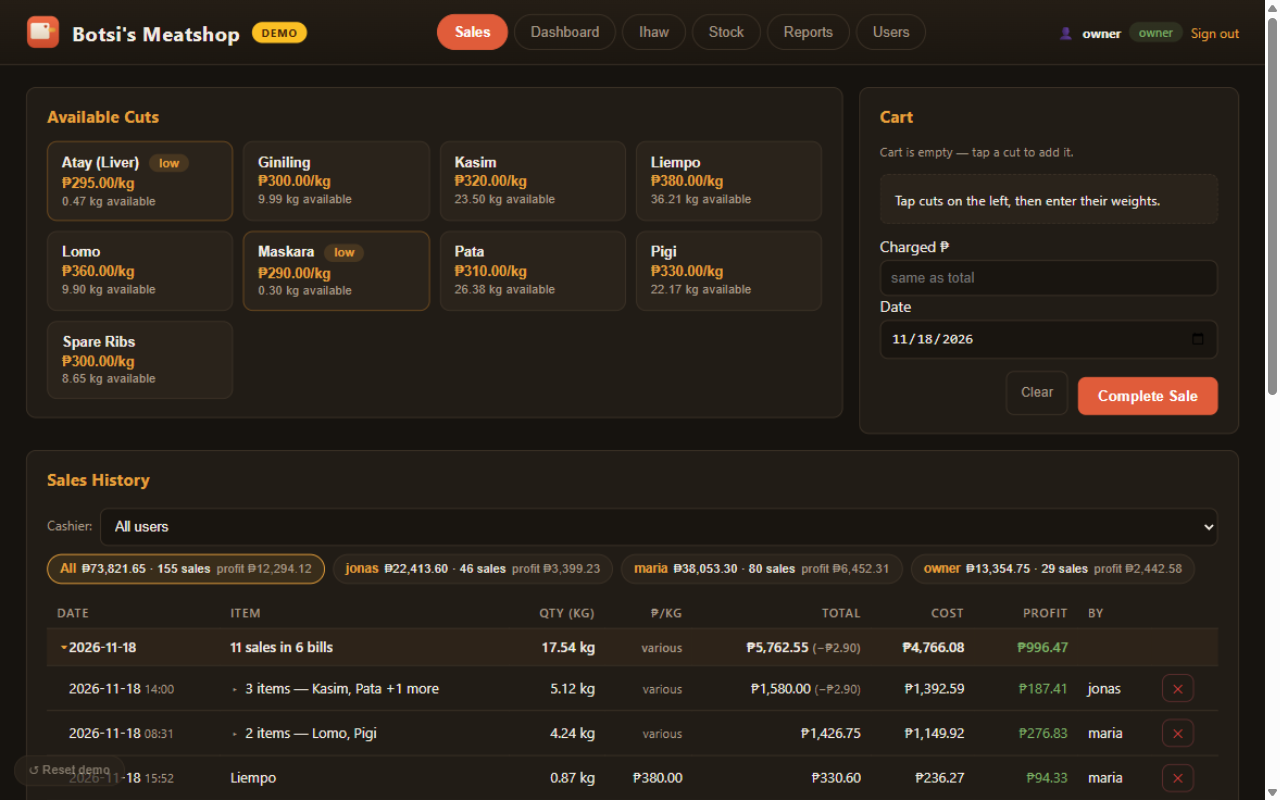 Botsi's Meatshop DEMO Sales Dashboard Ihaw Stock Reports Users owner owner Sign out
Available Cuts
Atay (Liver) low
₱295.00/kg
0.47 kg available
Giniling
₱300.00/kg
9.99 kg available
Kasim
₱320.00/kg
23.50 kg available
Liempo
₱380.00/kg
36.21 kg available
Lomo
₱360.00/kg
9.90 kg available
Maskara low
₱290.00/kg
0.30 kg available
Pata
₱310.00/kg
26.38 kg available
Pigi
₱330.00/kg
22.17 kg available
Spare Ribs
₱300.00/kg
8.65 kg available
Cart
Cart is empty — tap a cut to add it.
Tap cuts on the left, then enter their weights.
Charged ₱
same as total
Date
11/18/2026
Clear Complete Sale
Sales History
Cashier: All users
All ₱73,821.65 · 155 sales profit ₱12,294.12 jonas ₱22,413.60 · 46 sales profit ₱3,399.23 maria ₱38,053.30 · 80 sales profit ₱6,452.31 owner ₱13,354.75 · 29 sales profit ₱2,442.58
DATE ITEM QTY (KG) ₱/KG TOTAL COST PROFIT BY
2026-11-18 11 sales in 6 bills 17.54 kg various ₱5,762.55 (−₱2.90) ₱4,766.08 ₱996.47
2026-11-18 14:00 3 items — Kasim, Pata +1 more 5.12 kg various ₱1,580.00 (−₱2.90) ₱1,392.59 ₱187.41 jonas
2026-11-18 08:31 2 items — Lomo, Pigi 4.24 kg various ₱1,426.75 ₱1,149.92 ₱276.83 maria
↺ Reset demo
2026-11-18 15:52 Liempo 0.87 kg ₱380.00 ₱330.60 ₱236.27 ₱94.33 maria